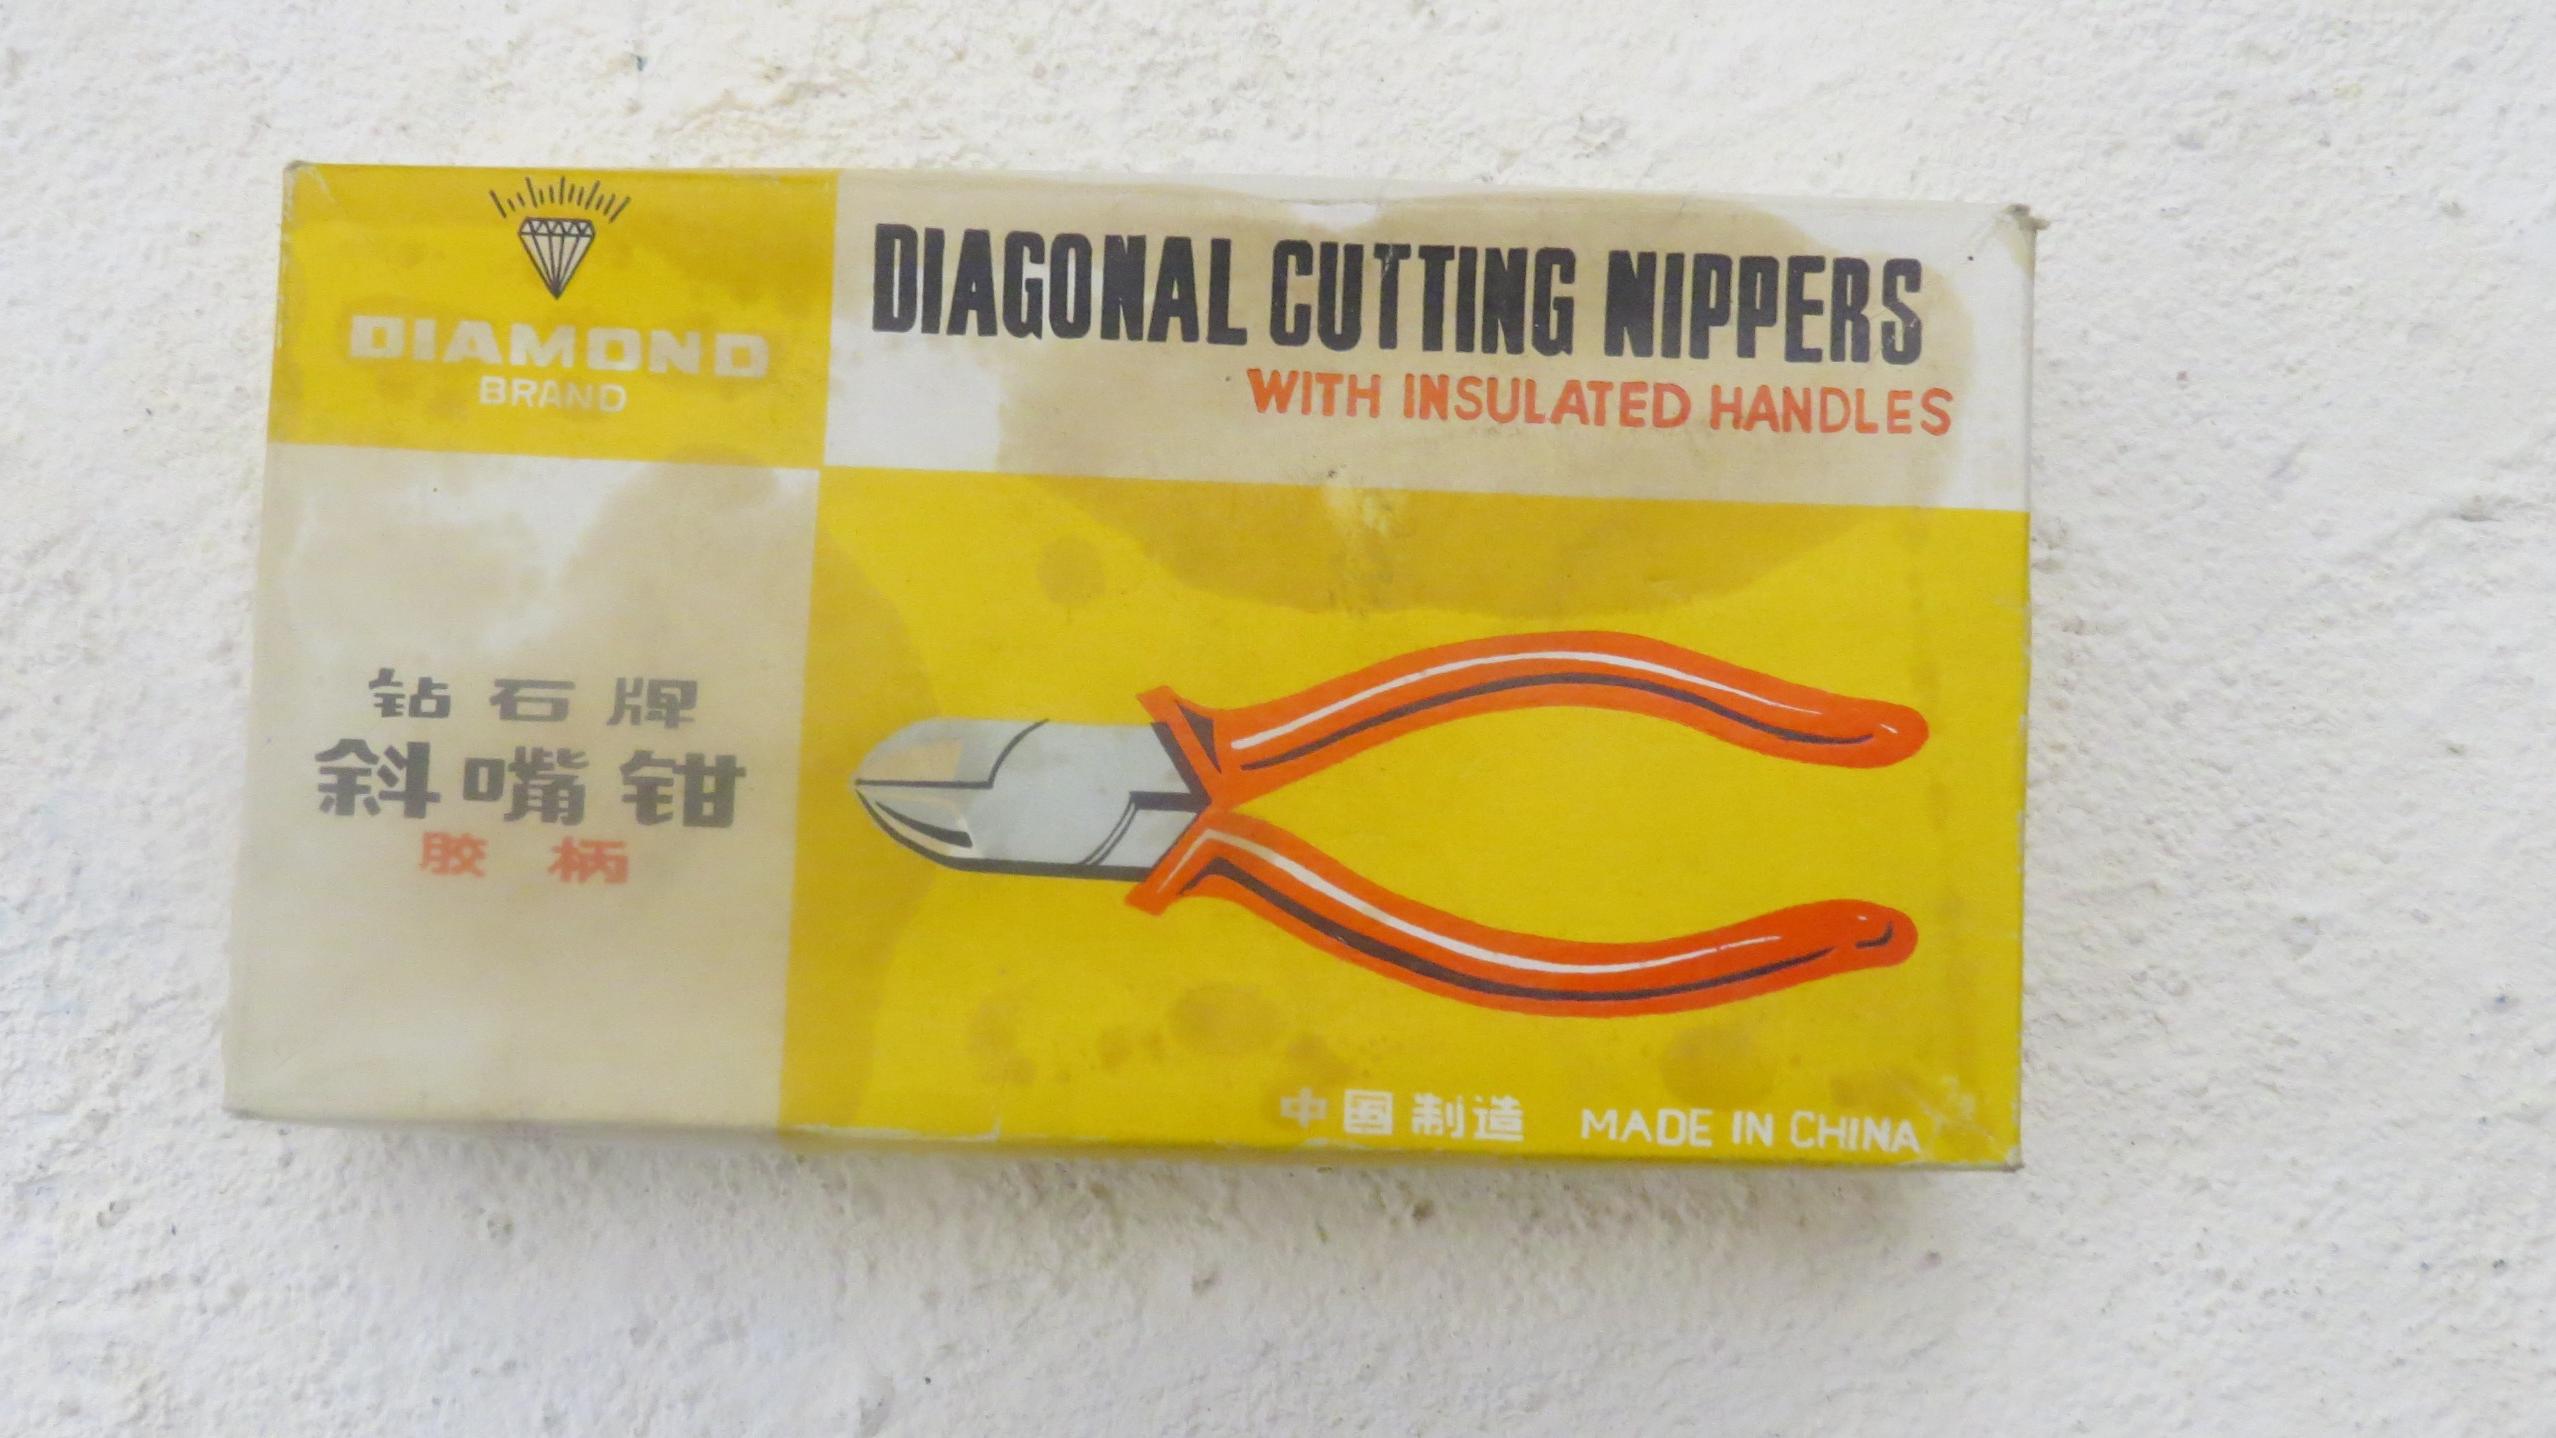 DIAMOND
BRAND
DIAGONAL CUTTING NIPPERS
WITH INSULATED HANDLES
钻石牌
斜嘴钳
胶柄
中国制造 MADE IN CHINA